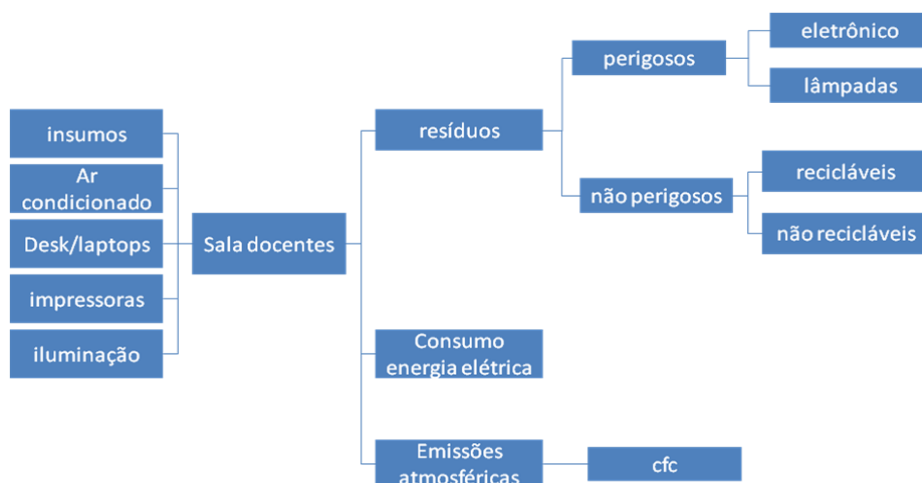 insumos
Ar
condicionado
Desk/laptops
impressoras
iluminação
Sala docentes
resíduos
perigosos
eletrônico
lâmpadas
não perigosos
recicláveis
não recicláveis
Consumo
energia elétrica
Emissões
atmosféricas
cfc